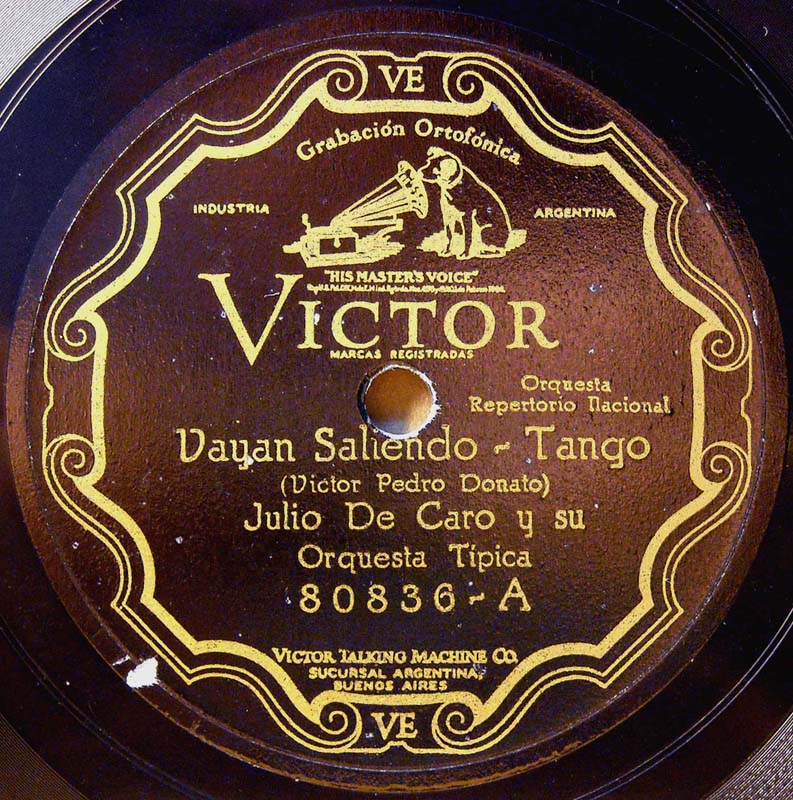 VE
Grabación Ortofónica
INDUSTRIA ARGENTINA
"HIS MASTER'S VOICE"
VICTOR
MARCAS REGISTRADAS
Orquesta
Repertorio Nacional
Vayan Saliendo - Tango
(Victor Pedro Donato)
Julio De Caro y su
Orquesta Típica
80836-A
VICTOR TALKING MACHINE CO.
SUCURSAL ARGENTINA,
BUENOS AIRES
VE